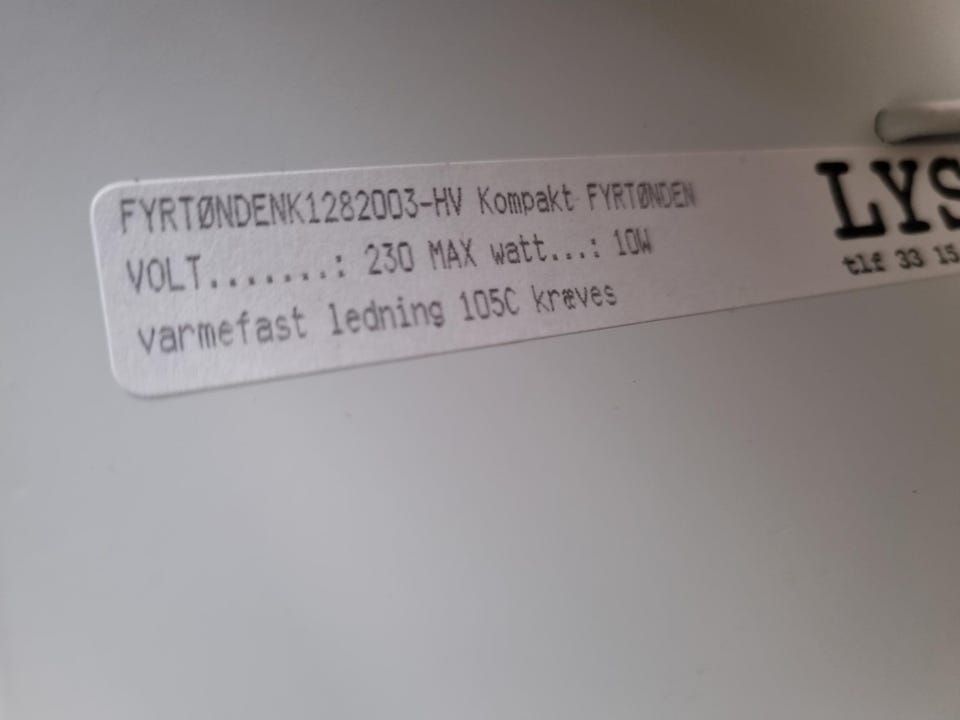 FYRTØNDENK1282003-HV Kompakt FYRTØNDEN
VOLT.......: 230 MAX watt...: 10W
varmefast ledning 105C kræves
LYS
tlf 33 15